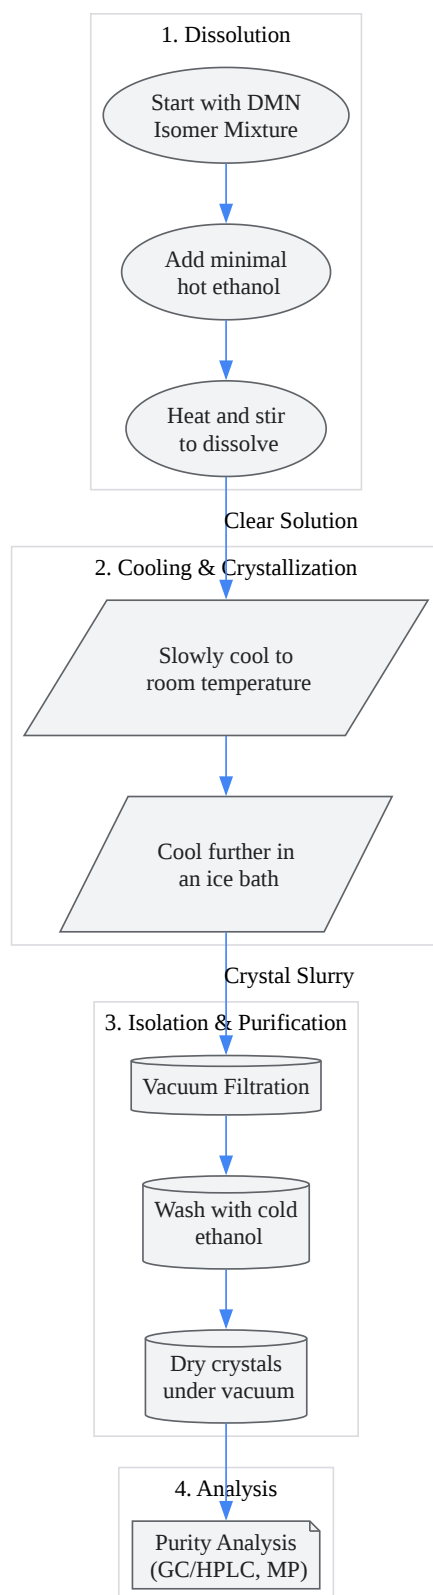 1. Dissolution
Start with DMN
Isomer Mixture
Add minimal
hot ethanol
Heat and stir
to dissolve
Clear Solution
2. Cooling & Crystallization
Slowly cool to
room temperature
Cool further in
an ice bath
Crystal Slurry
3. Isolation & Purification
Vacuum Filtration
Wash with cold
ethanol
Dry crystals
under vacuum
4. Analysis
Purity Analysis
(GC/HPLC, MP)